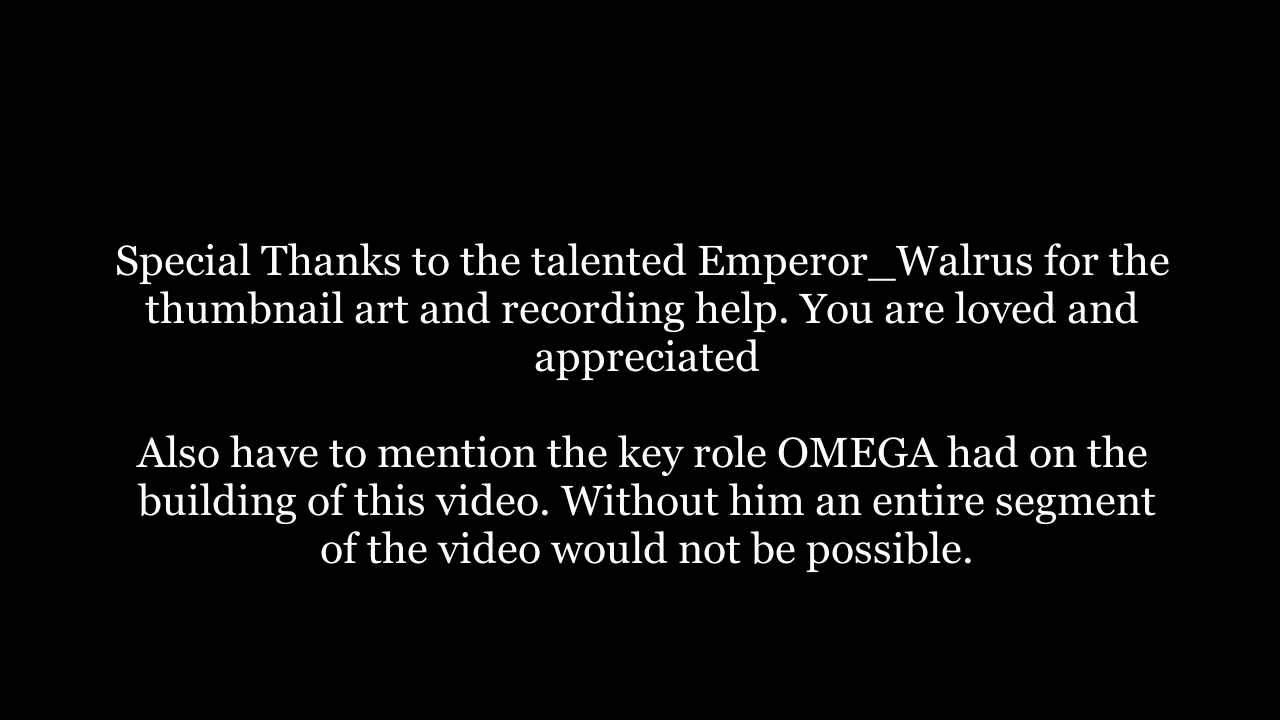 Special Thanks to the talented Emperor_Walrus for the
thumbnail art and recording help. You are loved and
appreciated
Also have to mention the key role OMEGA had on the
building of this video. Without him an entire segment
of the video would not be possible.